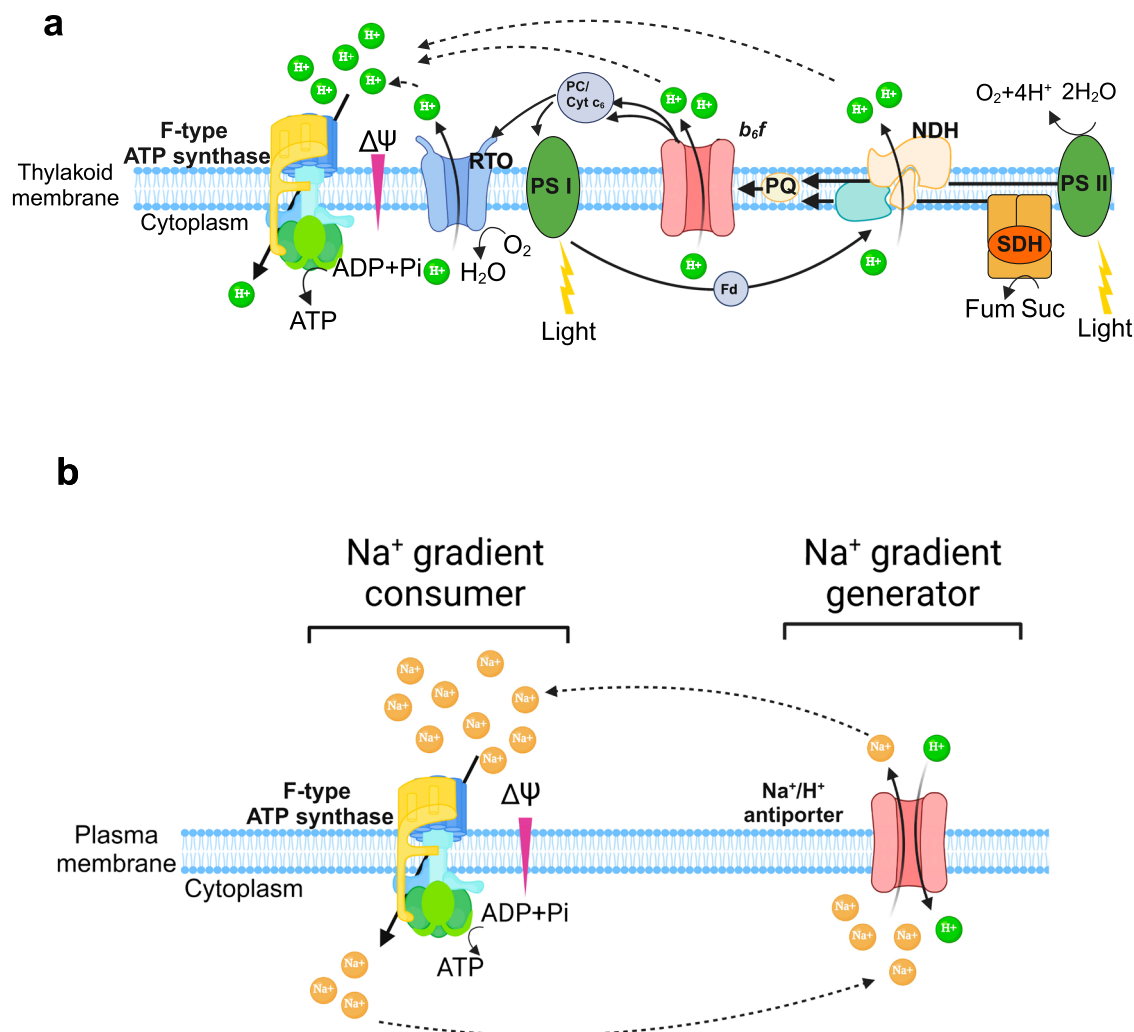 a
H+
H+
H+
H+
H+
H+
H+
H+
H+
H+
PC/
Cyt c₆
O₂+4H⁺ 2H₂O
F-type
ATP synthase
ΔΨ
RTO
b₆f
NDH
Thylakoid
membrane
PS I
PQ
PS II
Cytoplasm
O₂
SDH
ADP+Pi
H+
H₂O
H+
H+
H+
Fd
ATP
Light
Fum Suc
Light
b
Na⁺ gradient
consumer
Na⁺ gradient
generator
Na+
Na+
Na+
Na+
Na+
Na+
Na+
Na+
Na+
Na+
H+
F-type
ATP synthase
ΔΨ
Na⁺/H⁺
antiporter
Plasma
membrane
Cytoplasm
ADP+Pi
ATP
Na+
Na+
Na+
Na+
H+
Na+
Na+
Na+